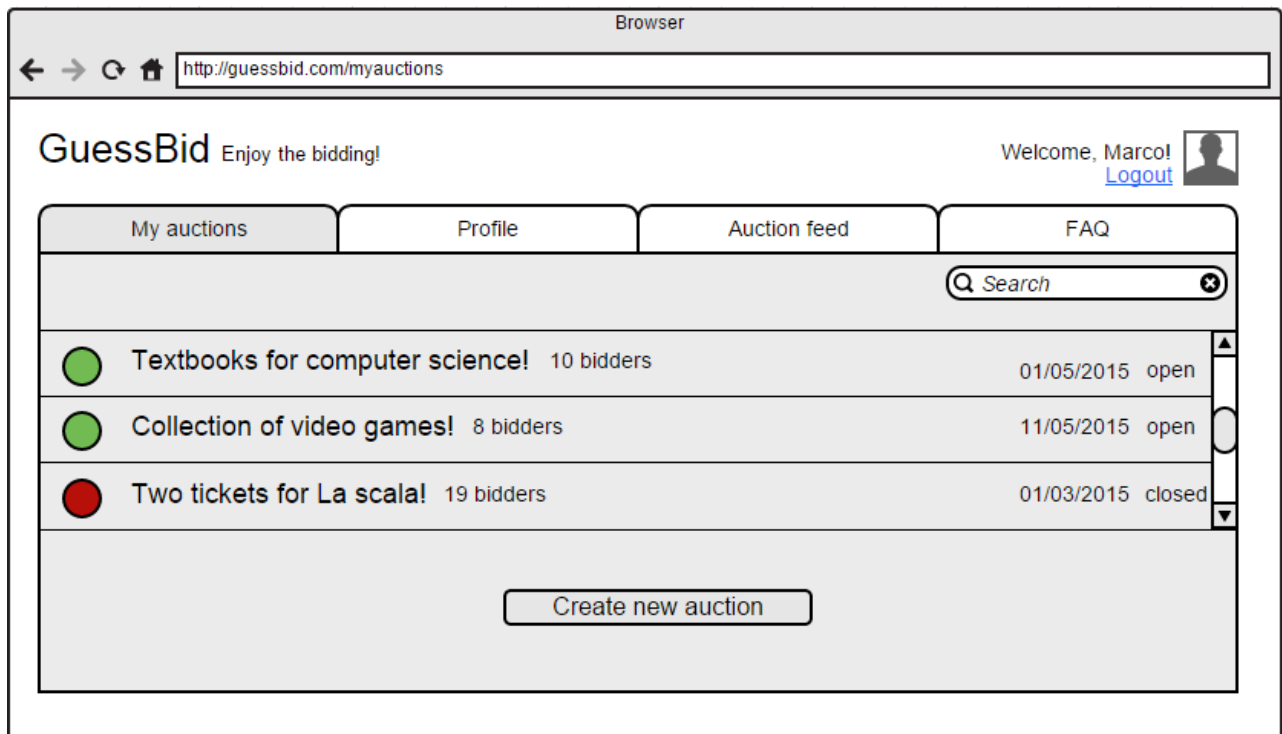 Browser
http://guessbid.com/myauctions
GuessBid Enjoy the bidding!
Welcome, Marco!
Logout
My auctions Profile Auction feed FAQ
Search
Textbooks for computer science! 10 bidders 01/05/2015 open
Collection of video games! 8 bidders 11/05/2015 open
Two tickets for La scala! 19 bidders 01/03/2015 closed
Create new auction